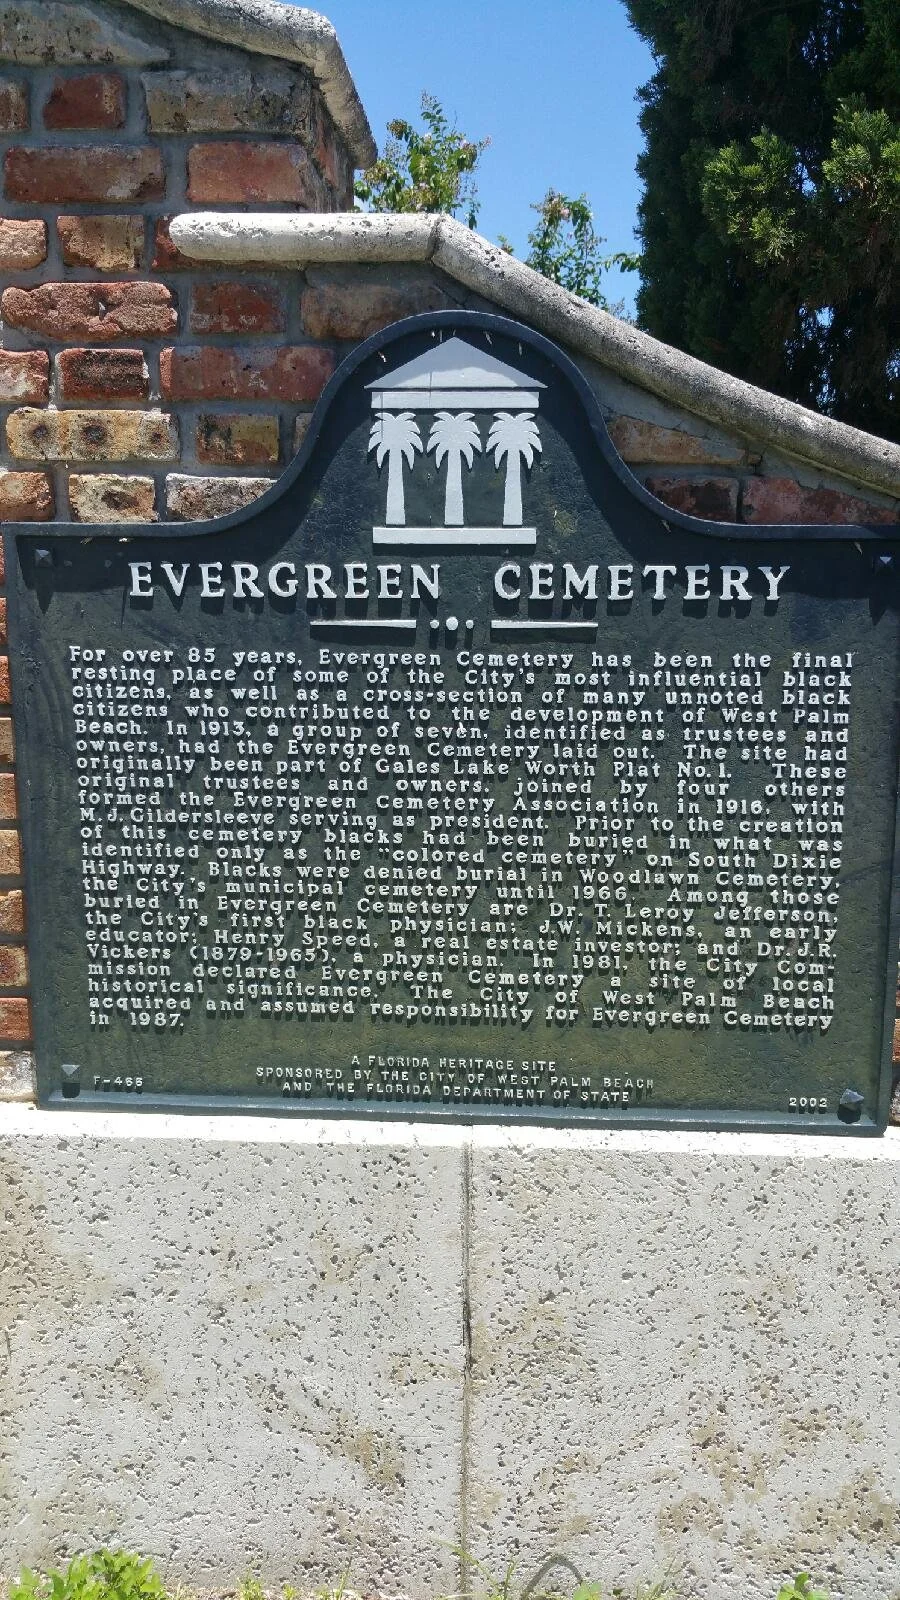 EVERGREEN CEMETERY
For over 85 years, Evergreen Cemetery has been the final
resting place of some of the City's most influential black
citizens, as well as a cross-section of many unnoted black
citizens who contributed to the development of West Palm
Beach. In 1913, a group of seven, identified as trustees and
owners, had the Evergreen Cemetery laid out. The site had
originally been part of Gales Lake Worth Plat No. 1. These
original trustees and owners, joined by four others
formed the Evergreen Cemetery Association in 1916, with
M.J. Gildersleeve serving as president. Prior to the creation
of this cemetery blacks had been buried in what was
identified only as the "colored cemetery" on South Dixie
Highway. Blacks were denied burial in Woodlawn Cemetery,
the City's municipal cemetery until 1966. Among those
buried in Evergreen Cemetery are Dr. T. Leroy Jefferson,
the City's first black physician; J.W. Mickens, an early
educator; Henry Speed, a real estate investor; and Dr. J.R.
Vickers (1879-1965), a physician. In 1981, the City Com-
mission declared Evergreen Cemetery a site of local
historical significance. The City of West Palm Beach
acquired and assumed responsibility for Evergreen Cemetery
in 1987.
A FLORIDA HERITAGE SITE
SPONSORED BY THE CITY OF WEST PALM BEACH
AND THE FLORIDA DEPARTMENT OF STATE
F-466
2002